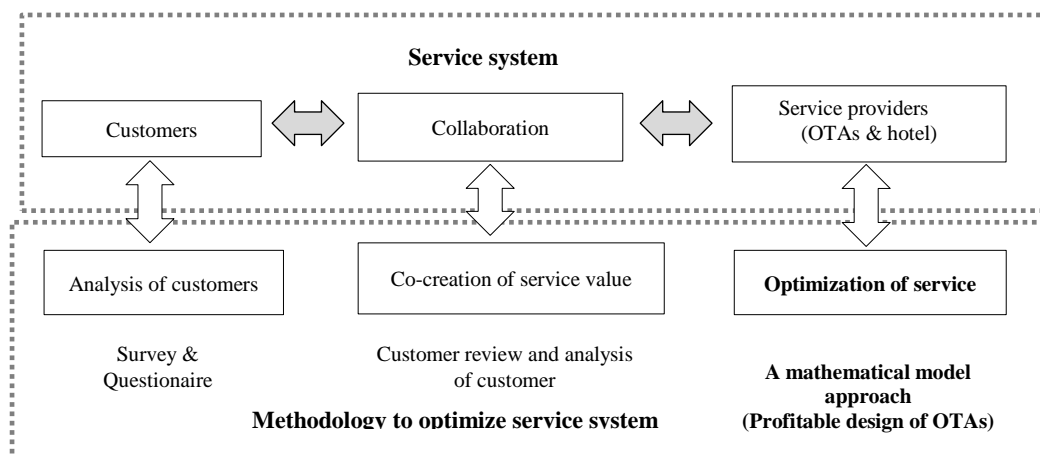 Service system
Customers
Collaboration
Service providers
(OTAs & hotel)
Analysis of customers
Co-creation of service value
Optimization of service
Survey &
Questionaire
Customer review and analysis
of customer
A mathematical model
approach
(Profitable design of OTAs)
Methodology to optimize service system